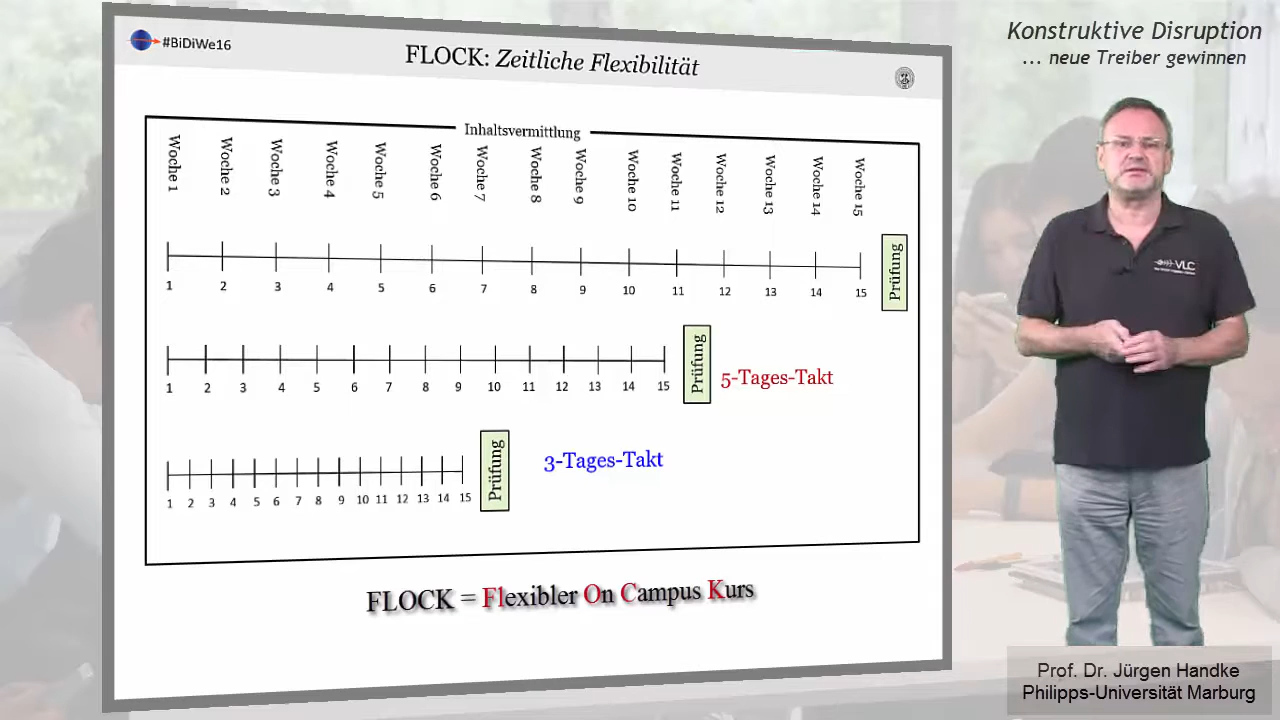 #BiDiWe16
FLOCK: Zeitliche Flexibilität
Konstruktive Disruption
... neue Treiber gewinnen
Inhaltsvermittlung
Woche 1
Woche 2
Woche 3
Woche 4
Woche 5
Woche 6
Woche 7
Woche 8
Woche 9
Woche 10
Woche 11
Woche 12
Woche 13
Woche 14
Woche 15
1 2 3 4 5 6 7 8 9 10 11 12 13 14 15
Prüfung
1 2 3 4 5 6 7 8 9 10 11 12 13 14 15
Prüfung
5-Tages-Takt
1 2 3 4 5 6 7 8 9 10 11 12 13 14 15
Prüfung
3-Tages-Takt
FLOCK = Flexibler On Campus Kurs
VLC
Prof. Dr. Jürgen Handke
Philipps-Universität Marburg